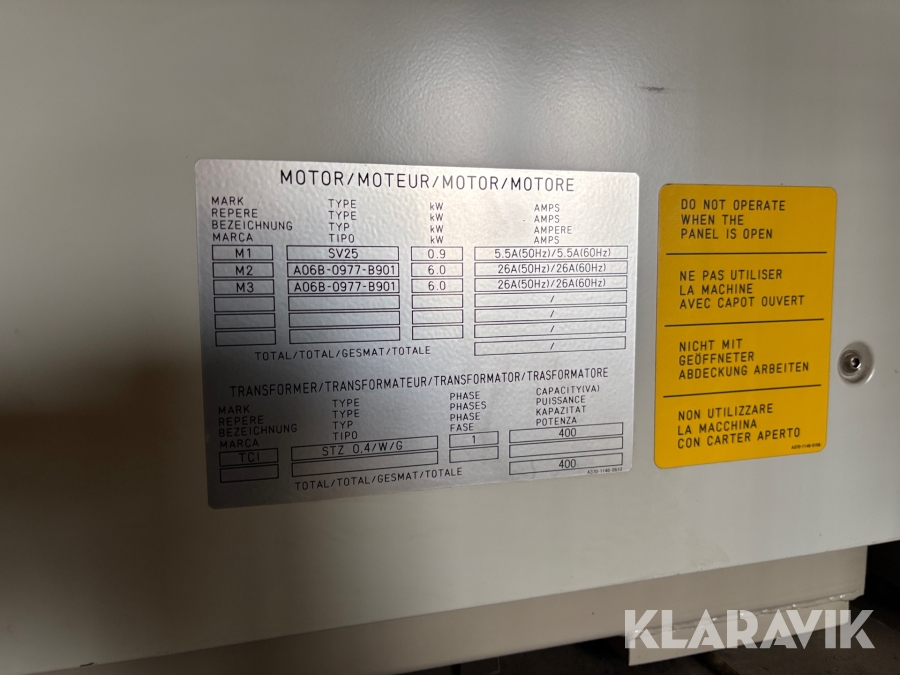 MOTOR/MOTEUR/MOTOR/MOTORE
MARK TYPE kW AMPS
REPERE TYPE kW AMPS
BEZEICHNUNG TYP kW AMPERE
MARCA TIPO kW AMPS
M1 SV25 0.9 5.5A(50Hz)/5.5A(60Hz)
M2 A06B-0977-B901 6.0 26A(50Hz)/26A(60Hz)
M3 A06B-0977-B901 6.0 26A(50Hz)/26A(60Hz)
/
/
/
TOTAL/TOTAL/GESMAT/TOTALE /
TRANSFORMER/TRANSFORMATEUR/TRANSFORMATOR/TRASFORMATORE
MARK TYPE PHASE CAPACITY(VA)
REPERE TYPE PHASES PUISSANCE
BEZEICHNUNG TYP PHASE KAPAZITAT
MARCA TIPO FASE POTENZA
TC1 STZ 0,4/W/G 1 400
TOTAL/TOTAL/GESMAT/TOTALE 400
DO NOT OPERATE
WHEN THE
PANEL IS OPEN
NE PAS UTILISER
LA MACHINE
AVEC CAPOT OUVERT
NICHT MIT
GEÖFFNETER
ABDECKUNG ARBEITEN
NON UTILIZZARE
LA MACCHINA
CON CARTER APERTO
KLARAVIK